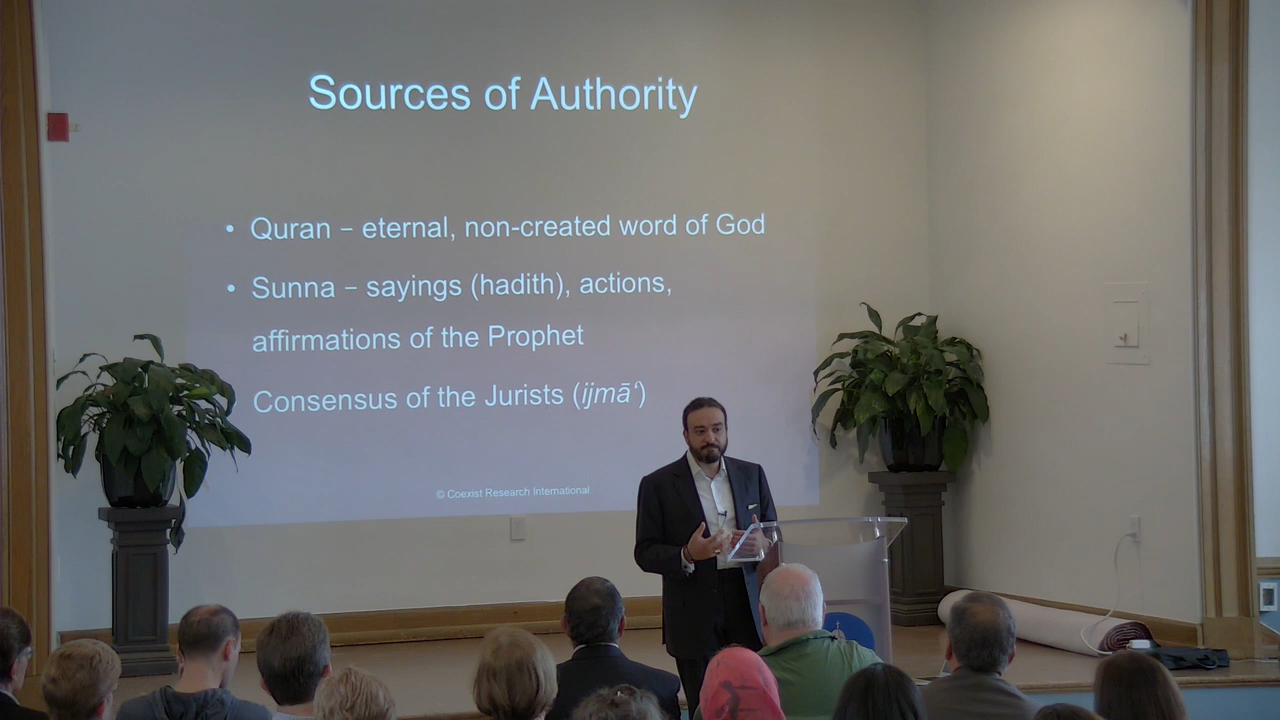 Sources of Authority
• Quran – eternal, non-created word of God
• Sunna – sayings (hadith), actions,
affirmations of the Prophet
Consensus of the Jurists (ijmā‘)
© Coexist Research International